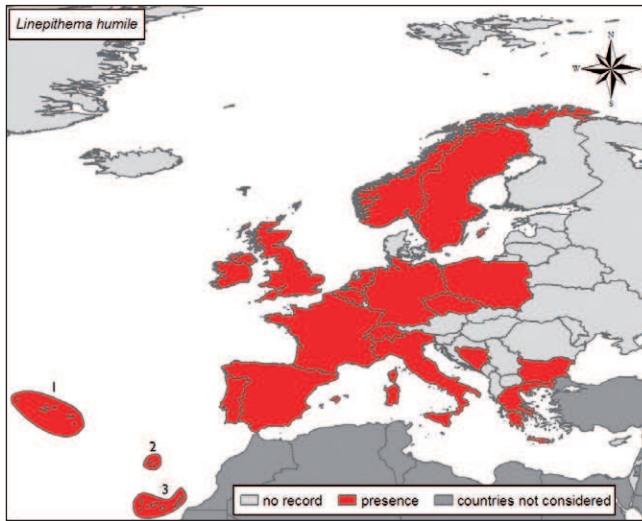 Linepithema humile
N
W E
S
1
2
3
no record presence countries not considered